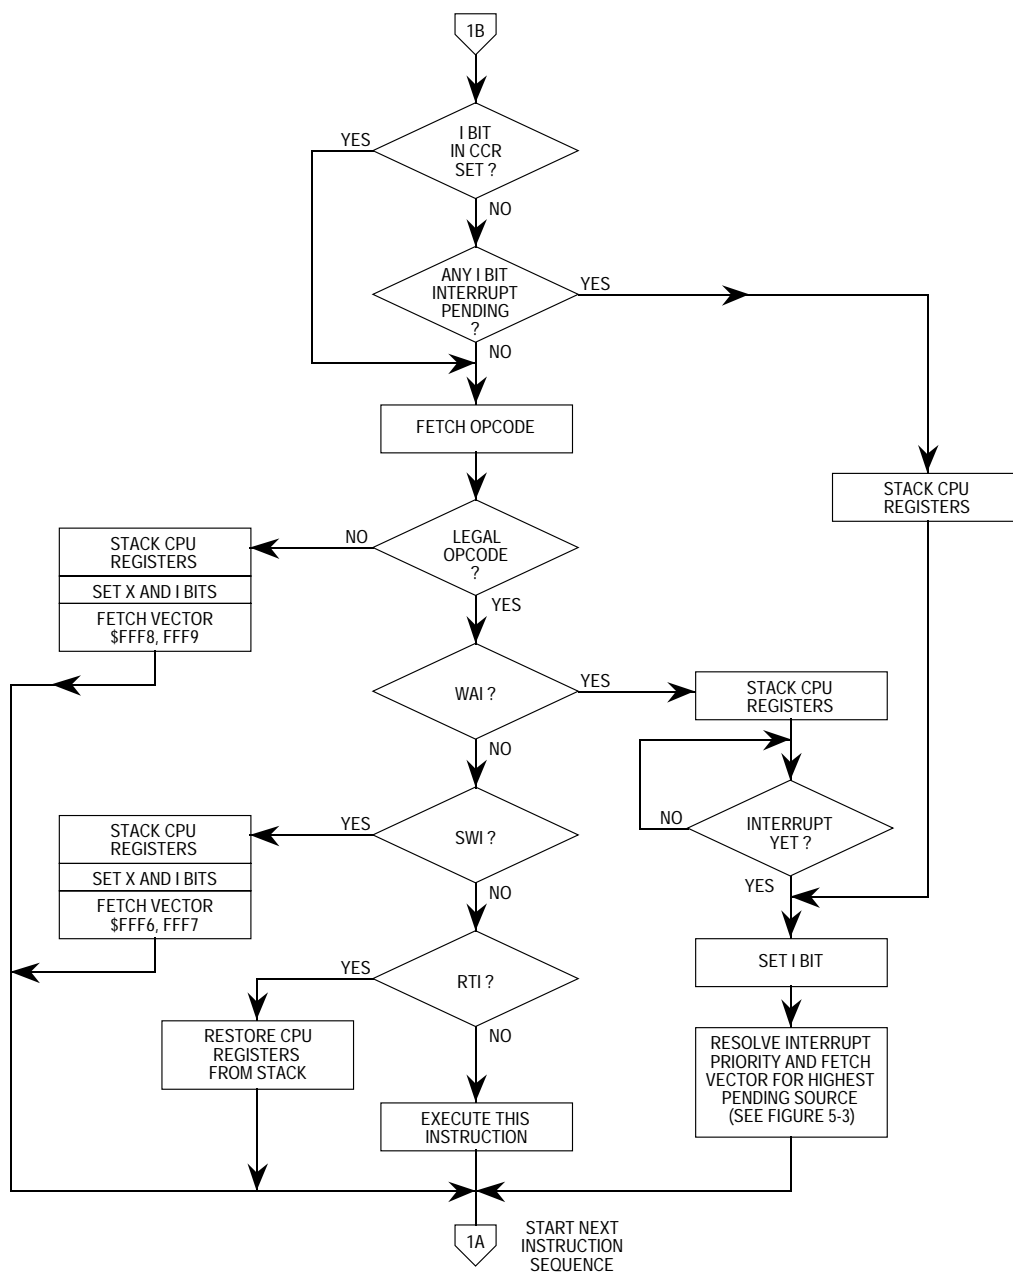 1B
YES
I BIT
IN CCR
SET ?
NO
ANY I BIT
INTERRUPT
PENDING
?
YES
NO
FETCH OPCODE
STACK CPU
REGISTERS
STACK CPU
REGISTERS
SET X AND I BITS
FETCH VECTOR
$FFF8, FFF9
NO
LEGAL
OPCODE
?
YES
WAI ?
YES
STACK CPU
REGISTERS
NO
STACK CPU
REGISTERS
SET X AND I BITS
FETCH VECTOR
$FFF6, FFF7
YES
SWI ?
NO
INTERRUPT
YET ?
YES
NO
YES
RTI ?
SET I BIT
NO
RESTORE CPU
REGISTERS
FROM STACK
RESOLVE INTERRUPT
PRIORITY AND FETCH
VECTOR FOR HIGHEST
PENDING SOURCE
(SEE FIGURE 5-3)
EXECUTE THIS
INSTRUCTION
1A
START NEXT
INSTRUCTION
SEQUENCE